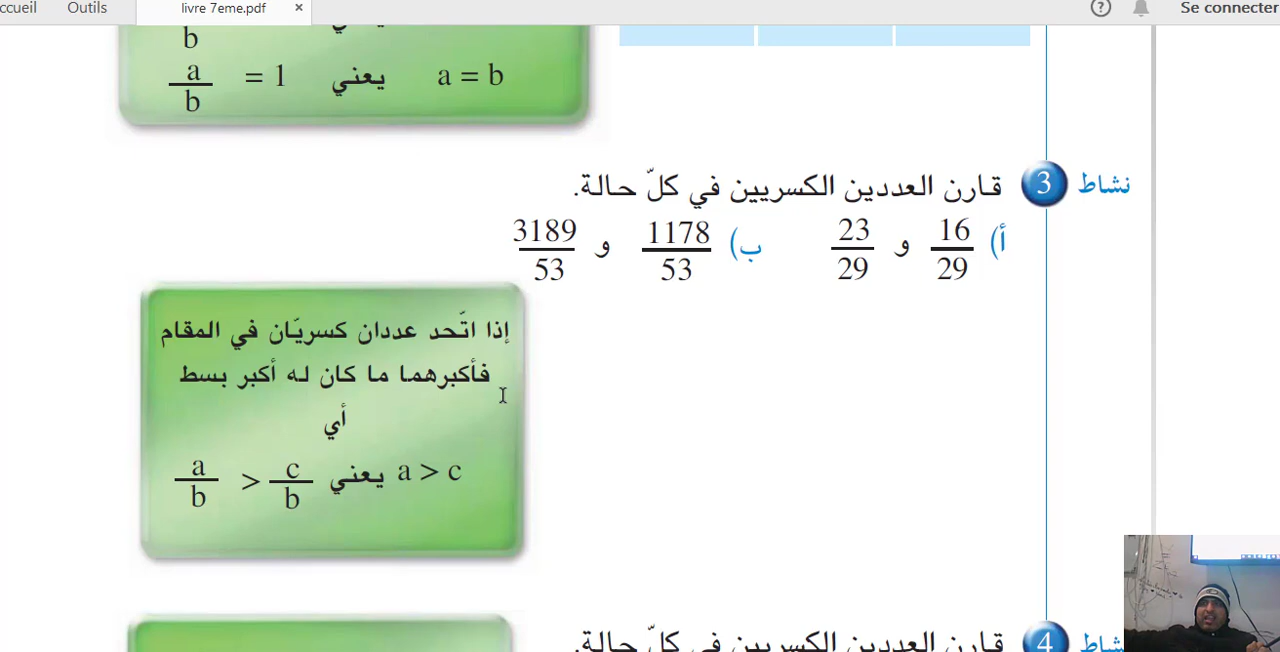 ccueil Outils livre 7eme.pdf × ? Se connecter
b
a/b = 1 يعني a = b
نشاط 3 قارن العددين الكسريين في كلّ حالة.
أ) 16/29 و 23/29 ب) 1178/53 و 3189/53
إذا اتّحد عددان كسريّان في المقام
فأكبرهما ما كان له أكبر بسط
أي
a/b > c/b يعني a > c
4 قارن العددين الكسريين في كلّ حالة.